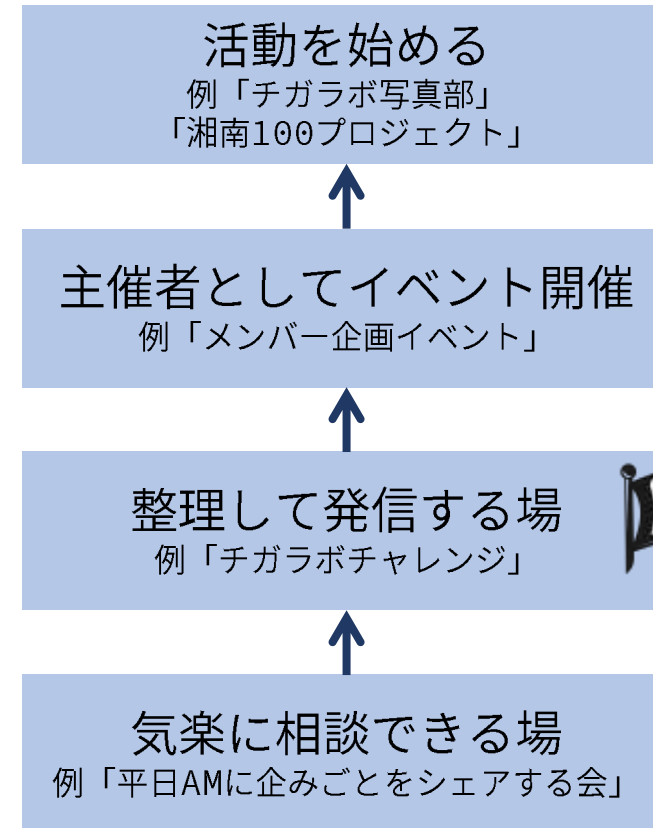 活動を始める
例「チガラボ写真部」
「湘南100プロジェクト」
主催者としてイベント開催
例「メンバー企画イベント」
整理して発信する場
例「チガラボチャレンジ」
気楽に相談できる場
例「平日AMに企みごとをシェアする会」